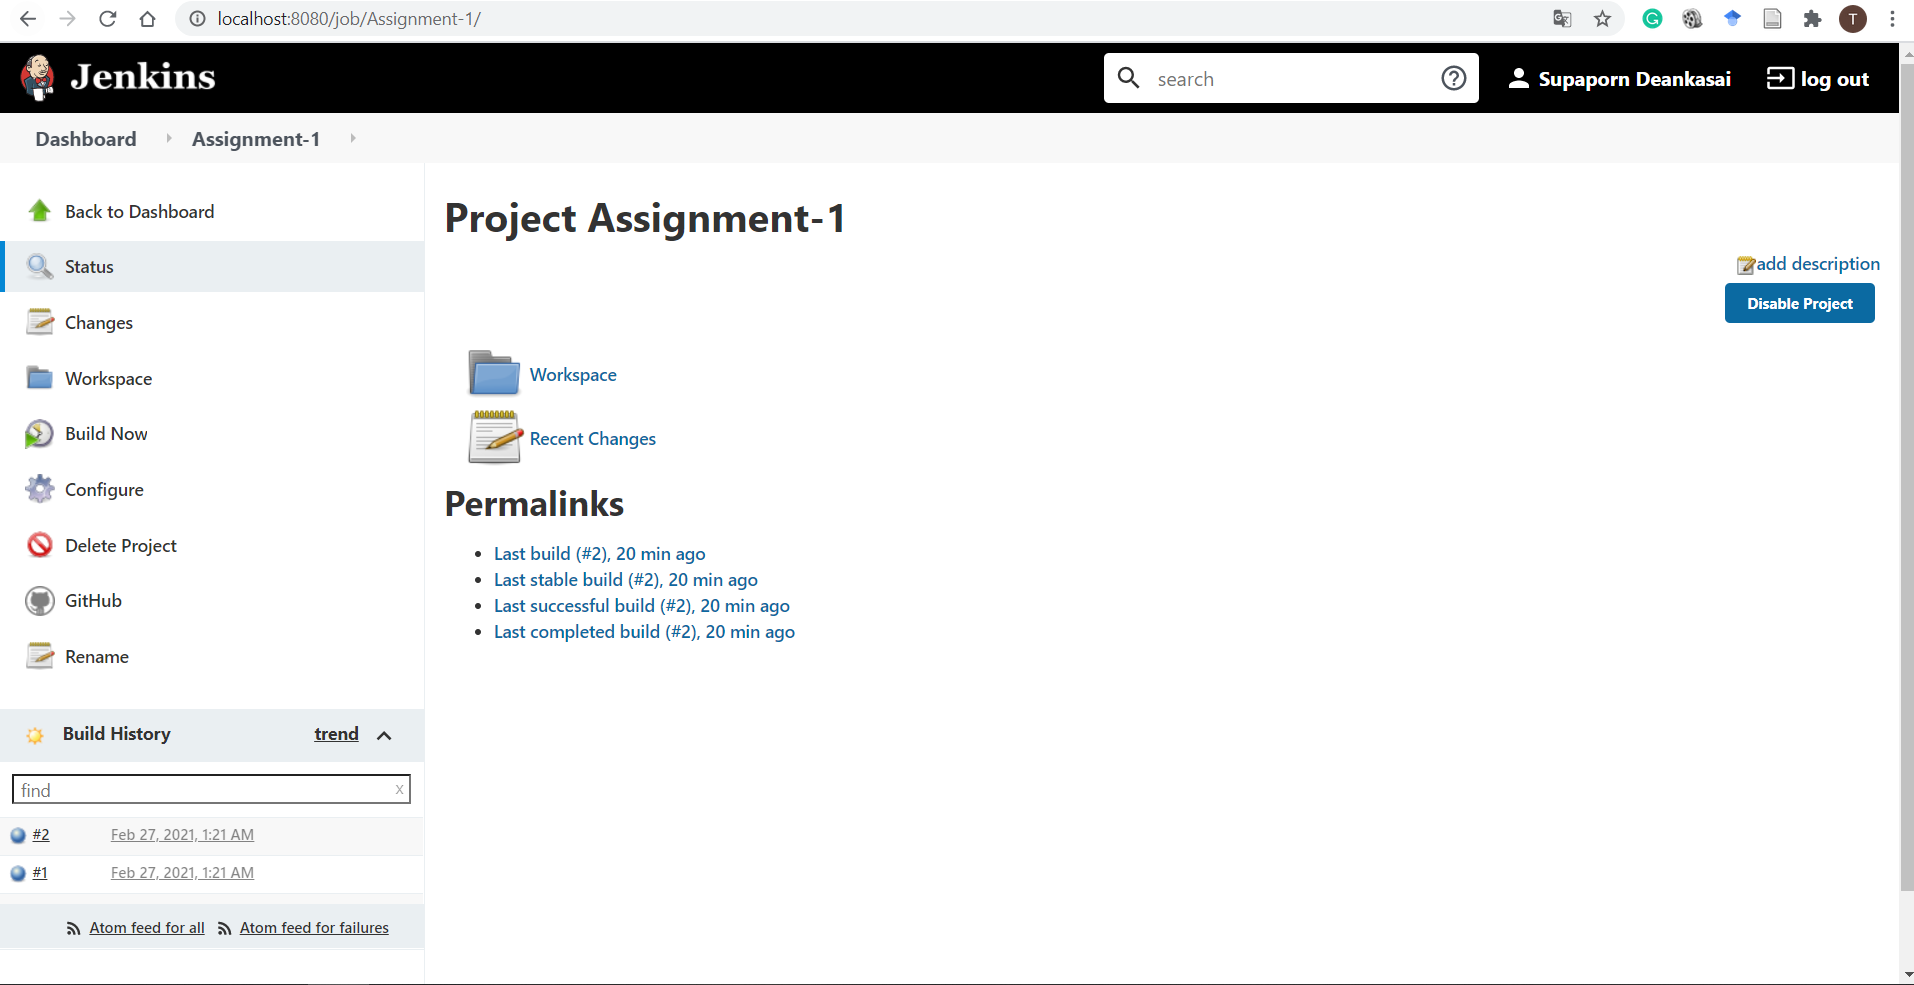 localhost:8080/job/Assignment-1/
T
Jenkins
search
Supaporn Deankasai
log out
Dashboard
Assignment-1
Back to Dashboard
Status
Changes
Workspace
Build Now
Configure
Delete Project
GitHub
Rename
Build History
trend
find
x
#2
Feb 27, 2021, 1:21 AM
#1
Feb 27, 2021, 1:21 AM
Atom feed for all
Atom feed for failures
Project Assignment-1
add description
Disable Project
Workspace
Recent Changes
Permalinks
Last build (#2), 20 min ago
Last stable build (#2), 20 min ago
Last successful build (#2), 20 min ago
Last completed build (#2), 20 min ago